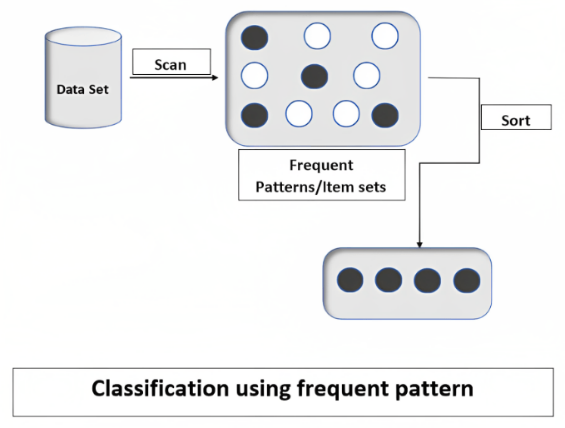 Data Set
Scan
Sort
Frequent
Patterns/Item sets
Classification using frequent pattern